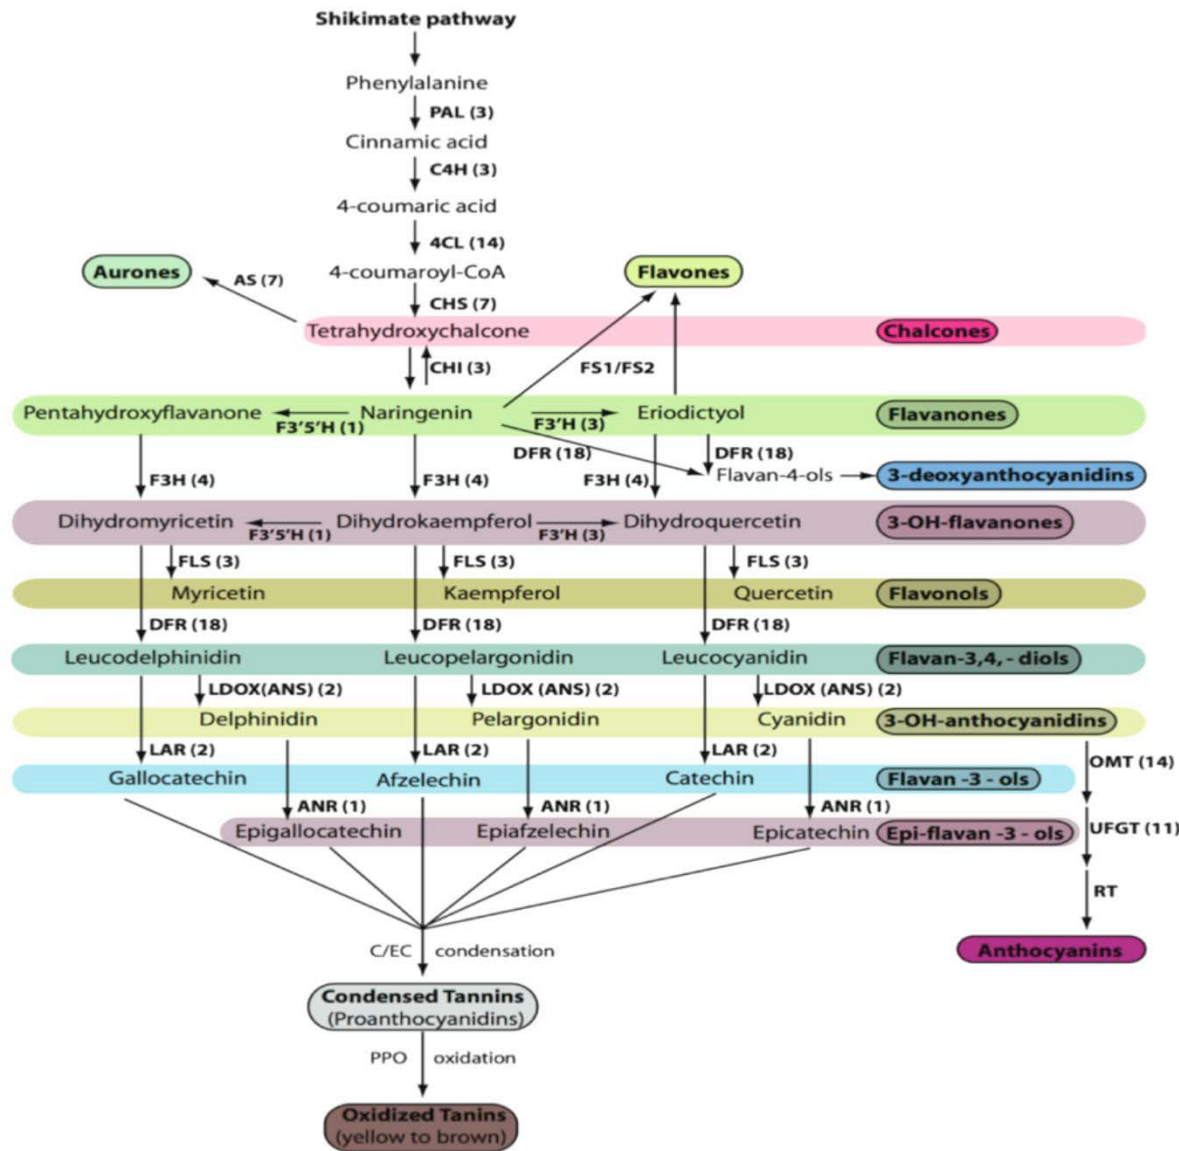 Shikimate pathway
Phenylalanine
PAL (3)
Cinnamic acid
C4H (3)
4-coumaric acid
4CL (14)
Aurones
AS (7)
4-coumaroyl-CoA
Flavones
CHS (7)
Tetrahydroxychalcone
Chalcones
CHI (3)
FS1/FS2
Pentahydroxyflavanone
Naringenin
Eriodictyol
Flavanones
F3'5'H (1)
F3'H (3)
DFR (18)
DFR (18)
F3H (4)
F3H (4)
F3H (4)
Flavan-4-ols
3-deoxyanthocyanidins
Dihydromyricetin
Dihydrokaempferol
Dihydroquercetin
3-OH-flavanones
F3'5'H (1)
F3'H (3)
FLS (3)
FLS (3)
FLS (3)
Myricetin
Kaempferol
Quercetin
Flavonols
DFR (18)
DFR (18)
DFR (18)
Leucodelphinidin
Leucopelargonidin
Leucocyanidin
Flavan-3,4,- diols
LDOX(ANS) (2)
LDOX (ANS) (2)
LDOX (ANS) (2)
Delphinidin
Pelargonidin
Cyanidin
3-OH-anthocyanidins
LAR (2)
LAR (2)
LAR (2)
OMT (14)
Gallocatechin
Afzelechin
Catechin
Flavan -3 - ols
ANR (1)
ANR (1)
ANR (1)
Epigallocatechin
Epiafzelechin
Epicatechin
Epi-flavan -3 - ols
UFGT (11)
RT
C/EC condensation
Anthocyanins
Condensed Tannins
(Proanthocyanidins)
PPO oxidation
Oxidized Tanins
(yellow to brown)